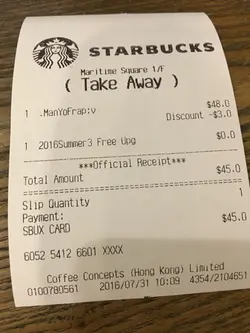 STARBUCKS
Maritime Square 1/F
( Take Away )
1 .ManYoFrap:v
$48.0
Discount -$3.0
1 2016Summer3 Free Upg $0.0
***Official Receipt***
Total Amount $45.0
Slip Quantity 1
Payment:
SBUX CARD $45.0
6052 5412 6601 XXXX
Coffee Concepts (Hong Kong) Limited
0100780561 2016/07/31 10:09 4354/2104651